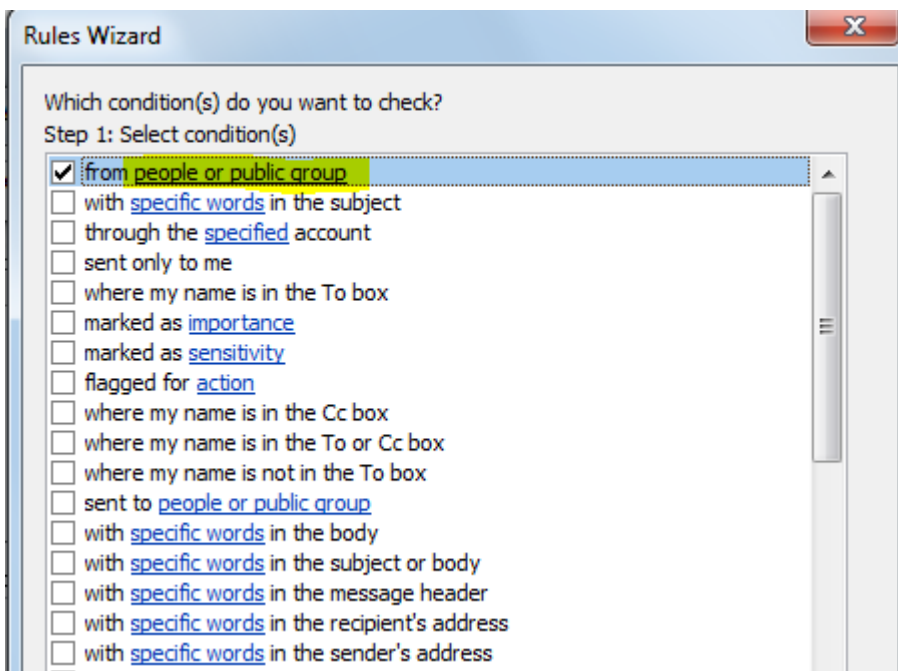 Rules Wizard
Which condition(s) do you want to check?
Step 1: Select condition(s)
from people or public group
with specific words in the subject
through the specified account
sent only to me
where my name is in the To box
marked as importance
marked as sensitivity
flagged for action
where my name is in the Cc box
where my name is in the To or Cc box
where my name is not in the To box
sent to people or public group
with specific words in the body
with specific words in the subject or body
with specific words in the message header
with specific words in the recipient's address
with specific words in the sender's address